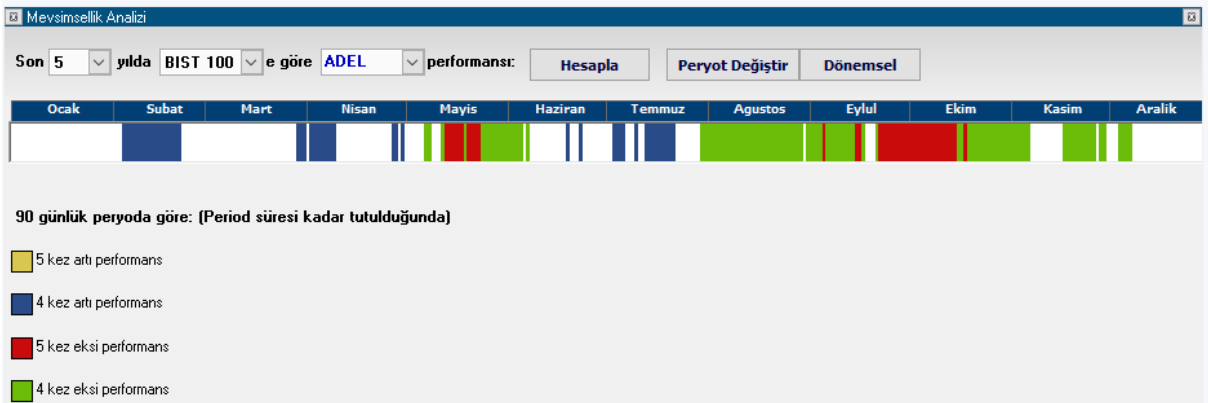 Mevsimsellik Analizi
Son 5 yılda BIST 100 e göre ADEL performansı: Hesapla Peryot Değiştir Dönemsel
Ocak Subat Mart Nisan Mayis Haziran Temmuz Agustos Eylul Ekim Kasim Aralik
90 günlük peryoda göre: (Period süresi kadar tutulduğunda)
5 kez artı performans
4 kez artı performans
5 kez eksi performans
4 kez eksi performans